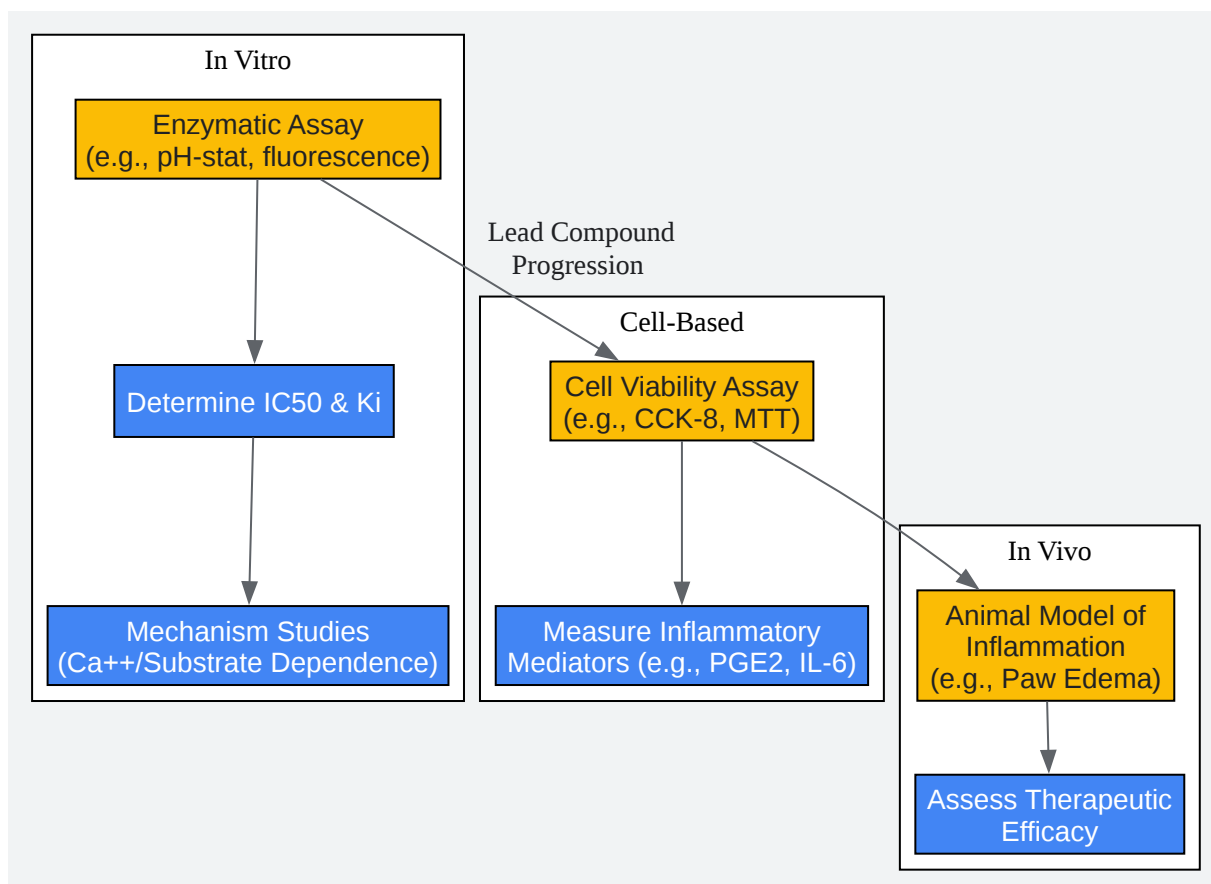 In Vitro
Enzymatic Assay
(e.g., pH-stat, fluorescence)
Determine IC50 & Ki
Mechanism Studies
(Ca++/Substrate Dependence)
Lead Compound
Progression
Cell-Based
Cell Viability Assay
(e.g., CCK-8, MTT)
Measure Inflammatory
Mediators (e.g., PGE2, IL-6)
In Vivo
Animal Model of
Inflammation
(e.g., Paw Edema)
Assess Therapeutic
Efficacy